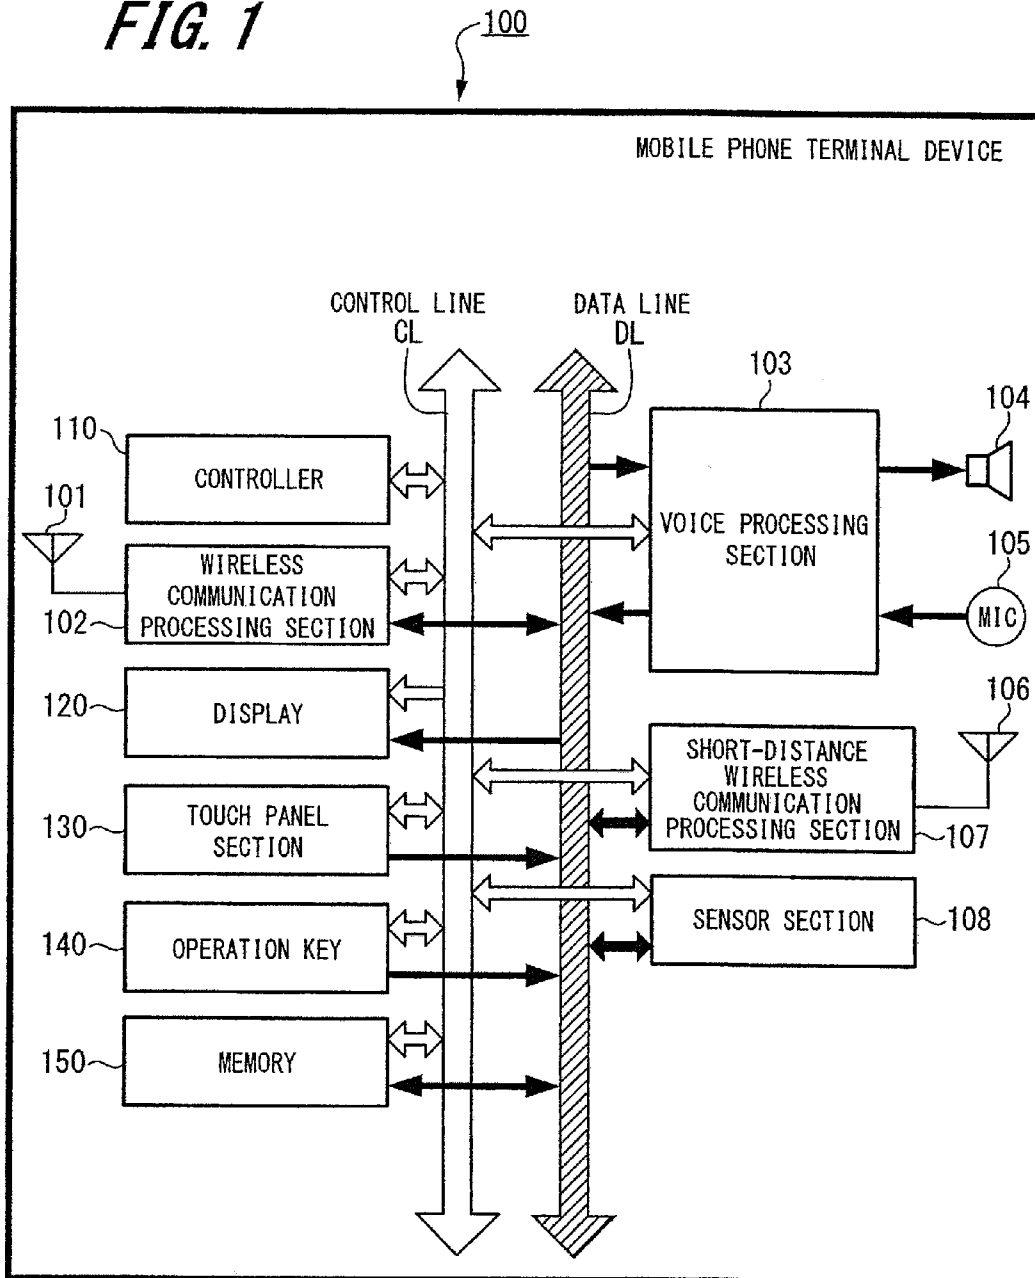 FIG. 1
100
MOBILE PHONE TERMINAL DEVICE
CONTROL LINE
CL
DATA LINE
DL
103
104
110
CONTROLLER
101
WIRELESS
COMMUNICATION
PROCESSING SECTION
102
VOICE PROCESSING
SECTION
105
MIC
120
DISPLAY
106
SHORT-DISTANCE
WIRELESS
COMMUNICATION
PROCESSING SECTION
107
130
TOUCH PANEL
SECTION
140
OPERATION KEY
SENSOR SECTION
108
150
MEMORY